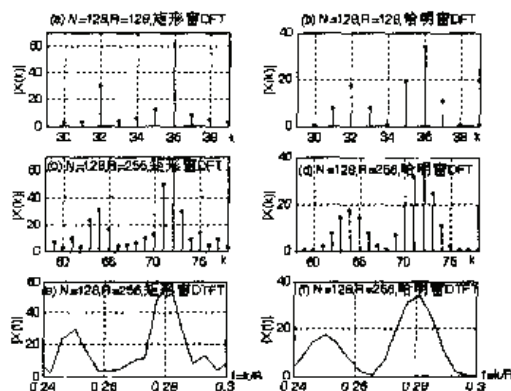 (a) N=128,R=128,矩形窗DFT
(b) N=128,R=128,哈明窗DFT
|X(k)|
60
40
20
0
30 32 34 36 38 k
|X(k)|
40
20
0
30 32 34 36 38 k
(c) N=128,R=256,矩形窗DFT
(d) N=128,R=256,哈明窗DFT
|X(k)|
60
40
20
0
60 65 70 75 k
|X(k)|
40
20
0
60 65 70 75 k
(e) N=128,R=256,矩形窗DTFT
(f) N=128,R=256,哈明窗DTFT
|X(f)|
60
40
20
0
0.24 0.26 0.28 0.3 f=k/R
|X(f)|
40
20
0
0.24 0.26 0.28 0.3 f=k/R